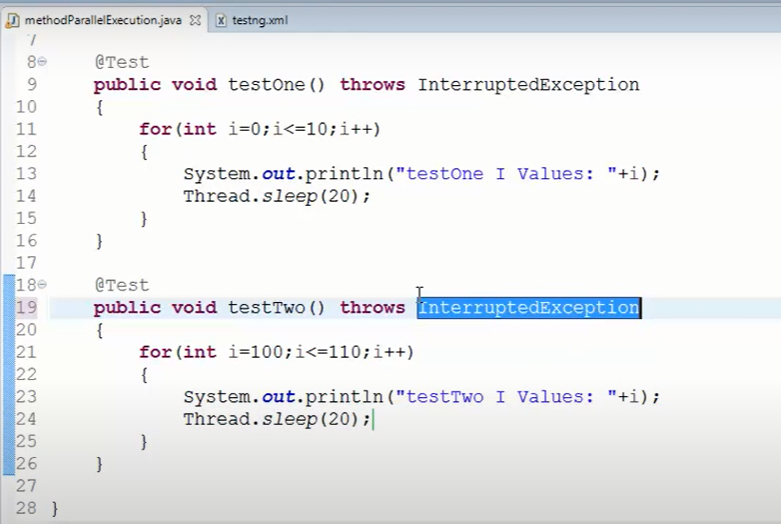 methodParallelExecution.java testng.xml
7
8 @Test
9 public void testOne() throws InterruptedException
10 {
11 for(int i=0;i<=10;i++)
12 {
13 System.out.println("testOne I Values: "+i);
14 Thread.sleep(20);
15 }
16 }
17
18 @Test
19 public void testTwo() throws InterruptedException
20 {
21 for(int i=100;i<=110;i++)
22 {
23 System.out.println("testTwo I Values: "+i);
24 Thread.sleep(20);
25 }
26 }
27
28 }